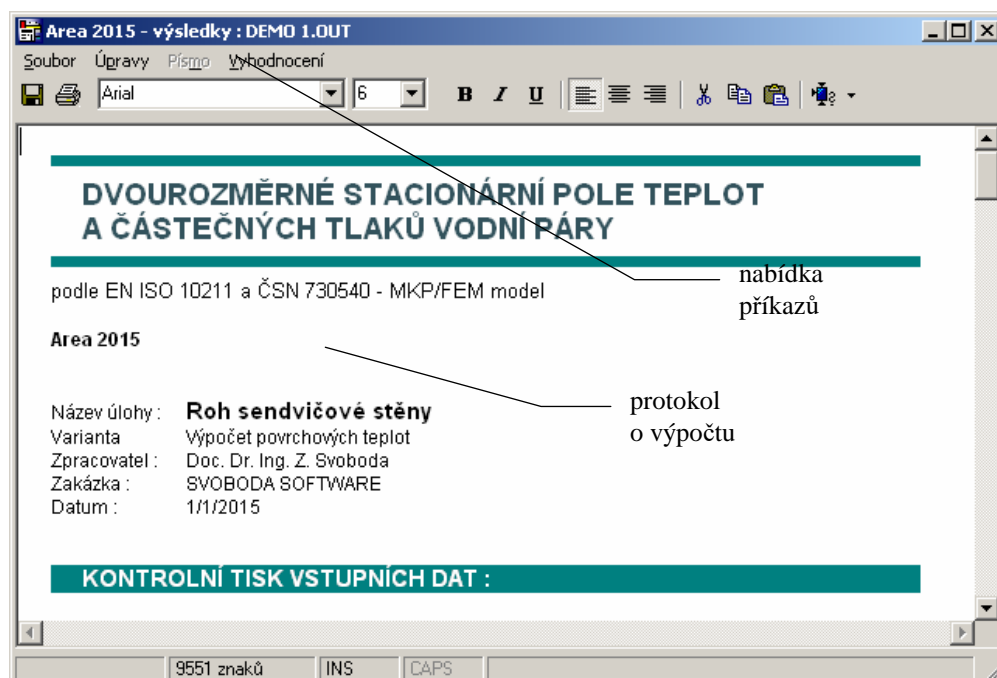 Area 2015 - výsledky : DEMO 1.OUT
Soubor Úpravy Písmo Vyhodnocení
Arial 6 B I U
DVOUROZMĚRNÉ STACIONÁRNÍ POLE TEPLOT
A ČÁSTEČNÝCH TLAKŮ VODNÍ PÁRY
podle EN ISO 10211 a ČSN 730540 - MKP/FEM model
nabídka
příkazů
Area 2015
protokol
o výpočtu
Název úlohy : Roh sendvičové stěny
Varianta Výpočet povrchových teplot
Zpracovatel : Doc. Dr. Ing. Z. Svoboda
Zakázka : SVOBODA SOFTWARE
Datum : 1/1/2015
KONTROLNÍ TISK VSTUPNÍCH DAT :
9551 znaků INS CAPS